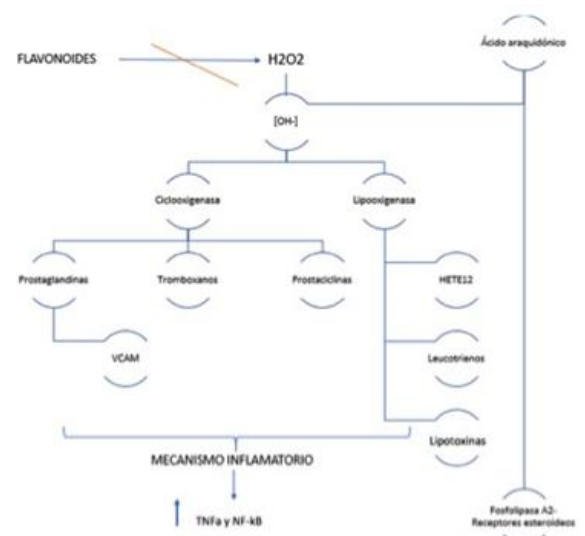 Ácido araquidónico
FLAVONOIDES
H2O2
[OH-]
Ciclooxigenasa
Lipooxigenasa
Prostaglandinas
Tromboxanos
Prostaciclinas
HETE12
VCAM
Leucotrienos
Lipotoxinas
MECANISMO INFLAMATORIO
TNFa y NF-kB
Fosfolipasa A2-
Receptores esteroideos